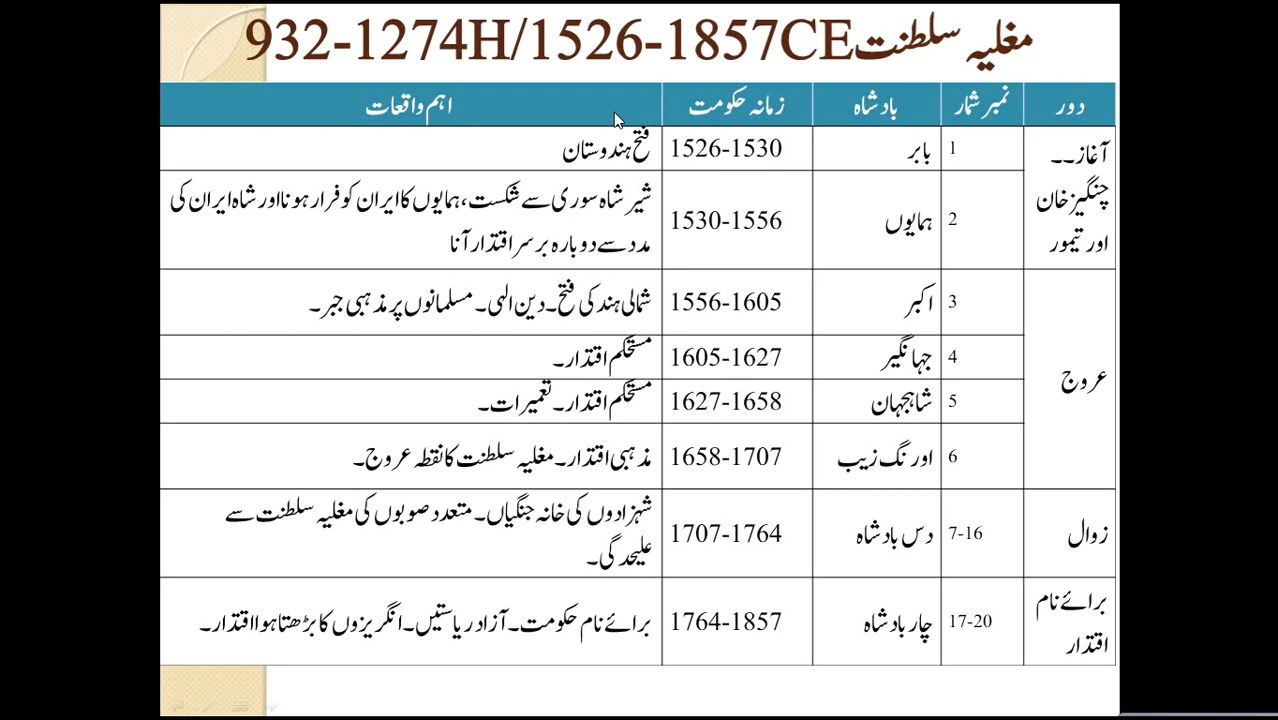 مغلیہ سلطنت932-1274H/1526-1857CE
دور نمبر شمار بادشاہ زمانہ حکومت اہم واقعات
آغاز۔۔ چنگیز خان اور تیمور
1 بابر 1526-1530 فتح ہندوستان
2 ہمایوں 1530-1556 شیر شاہ سوری سے شکست، ہمایوں کا ایران کو فرار ہونا اور شاہ ایران کی
مدد سے دوبارہ برسر اقتدار آنا
عروج
3 اکبر 1556-1605 شمالی ہند کی فتح۔ دین الہی۔ مسلمانوں پر مذہبی جبر۔
4 جہانگیر 1605-1627 مستحکم اقتدار۔
5 شاہجہان 1627-1658 مستحکم اقتدار۔ تعمیرات۔
6 اورنگ زیب 1658-1707 مذہبی اقتدار۔ مغلیہ سلطنت کا نقطہ عروج۔
زوال 7-16 دس بادشاہ 1707-1764 شہزادوں کی خانہ جنگیاں۔ متعدد صوبوں کی مغلیہ سلطنت سے
علیحدگی۔
برائے نام اقتدار 17-20 چار بادشاہ 1764-1857 برائے نام حکومت۔ آزاد ریاستیں۔ انگریزوں کا بڑھتا ہوا اقتدار۔